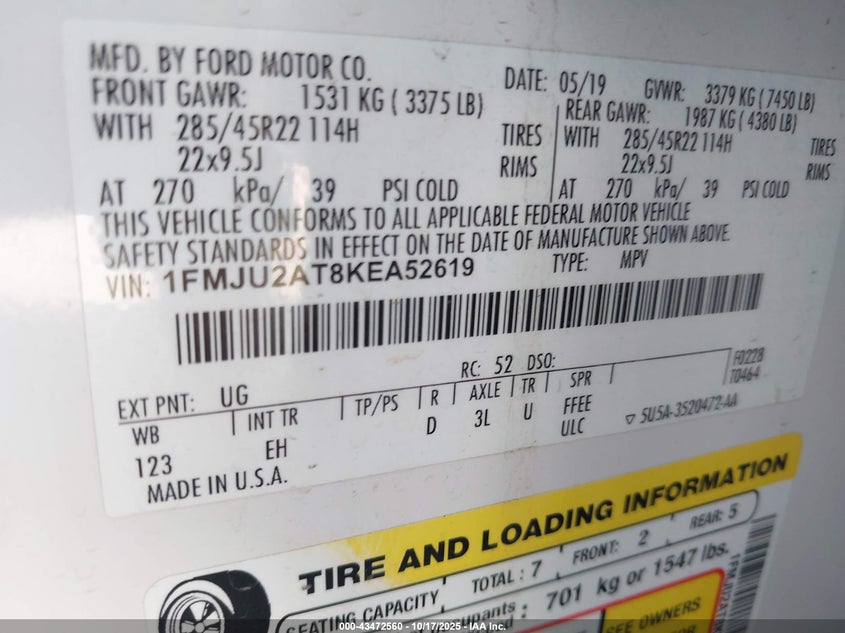 MFD. BY FORD MOTOR CO.
DATE: 05/19 GVWR: 3379 KG (7450 LB)
FRONT GAWR: 1531 KG (3375 LB) REAR GAWR: 1987 KG (4380 LB)
WITH 285/45R22 114H TIRES WITH 285/45R22 114H TIRES
22x9.5J RIMS 22x9.5J RIMS
AT 270 kPa/ 39 PSI COLD AT 270 kPa/ 39 PSI COLD
THIS VEHICLE CONFORMS TO ALL APPLICABLE FEDERAL MOTOR VEHICLE
SAFETY STANDARDS IN EFFECT ON THE DATE OF MANUFACTURE SHOWN ABOVE.
VIN: 1FMJU2AT8KEA52619 TYPE: MPV
F0228
RC: 52 DSO: T0464
EXT PNT: UG
WB INT TR TP/PS R AXLE TR SPR
123 EH D 3L U FFEE
ULC
▽ 5U5A-3520472-AA
MADE IN U.S.A.
TIRE AND LOADING INFORMATION
SEATING CAPACITY TOTAL: 7 FRONT: 2 REAR: 5
701 kg or 1547 lbs.
SEE OWNERS
000-43472560 - 10/17/2025 - IAA Inc.